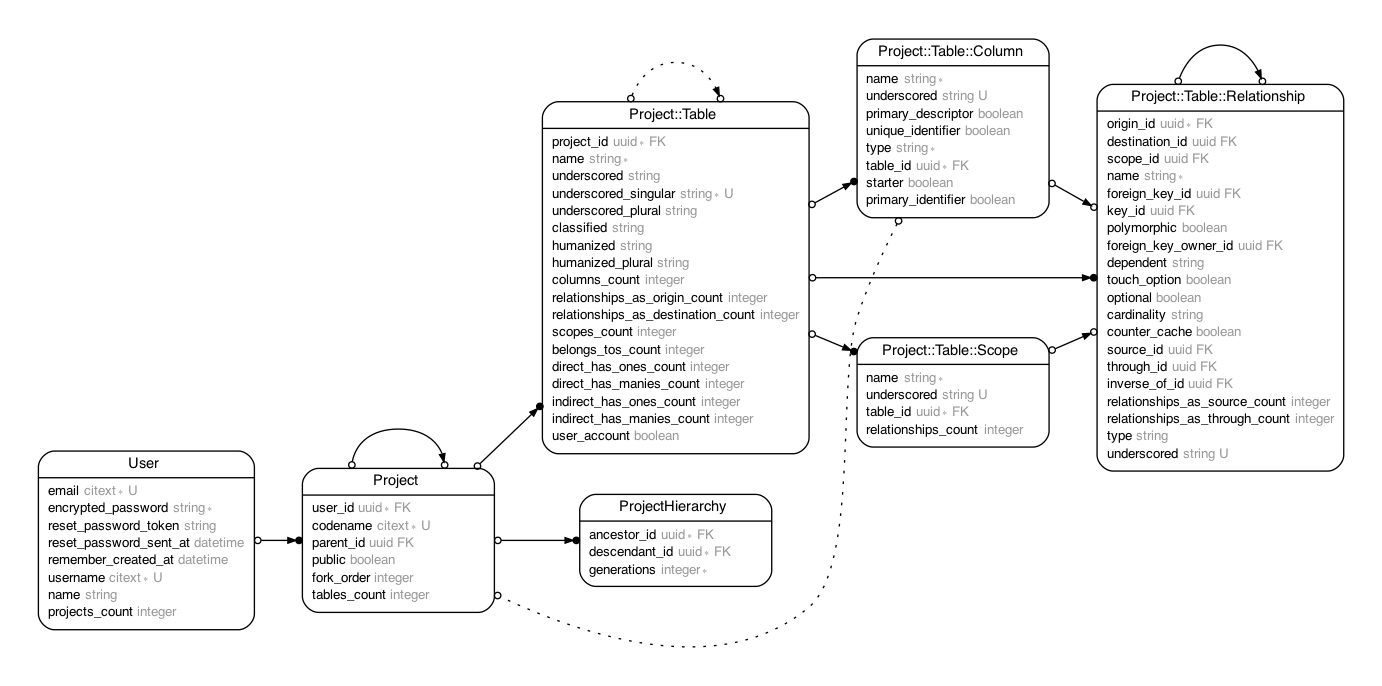 User
email citext∗ U
encrypted_password string∗
reset_password_token string
reset_password_sent_at datetime
remember_created_at datetime
username citext∗ U
name string
projects_count integer
Project
user_id uuid∗ FK
codename citext∗ U
parent_id uuid FK
public boolean
fork_order integer
tables_count integer
Project::Table
project_id uuid∗ FK
name string∗
underscored string
underscored_singular string∗ U
underscored_plural string
classified string
humanized string
humanized_plural string
columns_count integer
relationships_as_origin_count integer
relationships_as_destination_count integer
scopes_count integer
belongs_tos_count integer
direct_has_ones_count integer
direct_has_manies_count integer
indirect_has_ones_count integer
indirect_has_manies_count integer
user_account boolean
ProjectHierarchy
ancestor_id uuid∗ FK
descendant_id uuid∗ FK
generations integer∗
Project::Table::Column
name string∗
underscored string U
primary_descriptor boolean
unique_identifier boolean
type string∗
table_id uuid∗ FK
starter boolean
primary_identifier boolean
Project::Table::Scope
name string∗
underscored string U
table_id uuid∗ FK
relationships_count integer
Project::Table::Relationship
origin_id uuid∗ FK
destination_id uuid FK
scope_id uuid FK
name string∗
foreign_key_id uuid FK
key_id uuid FK
polymorphic boolean
foreign_key_owner_id uuid FK
dependent string
touch_option boolean
optional boolean
cardinality string
counter_cache boolean
source_id uuid FK
through_id uuid FK
inverse_of_id uuid FK
relationships_as_source_count integer
relationships_as_through_count integer
type string
underscored string U